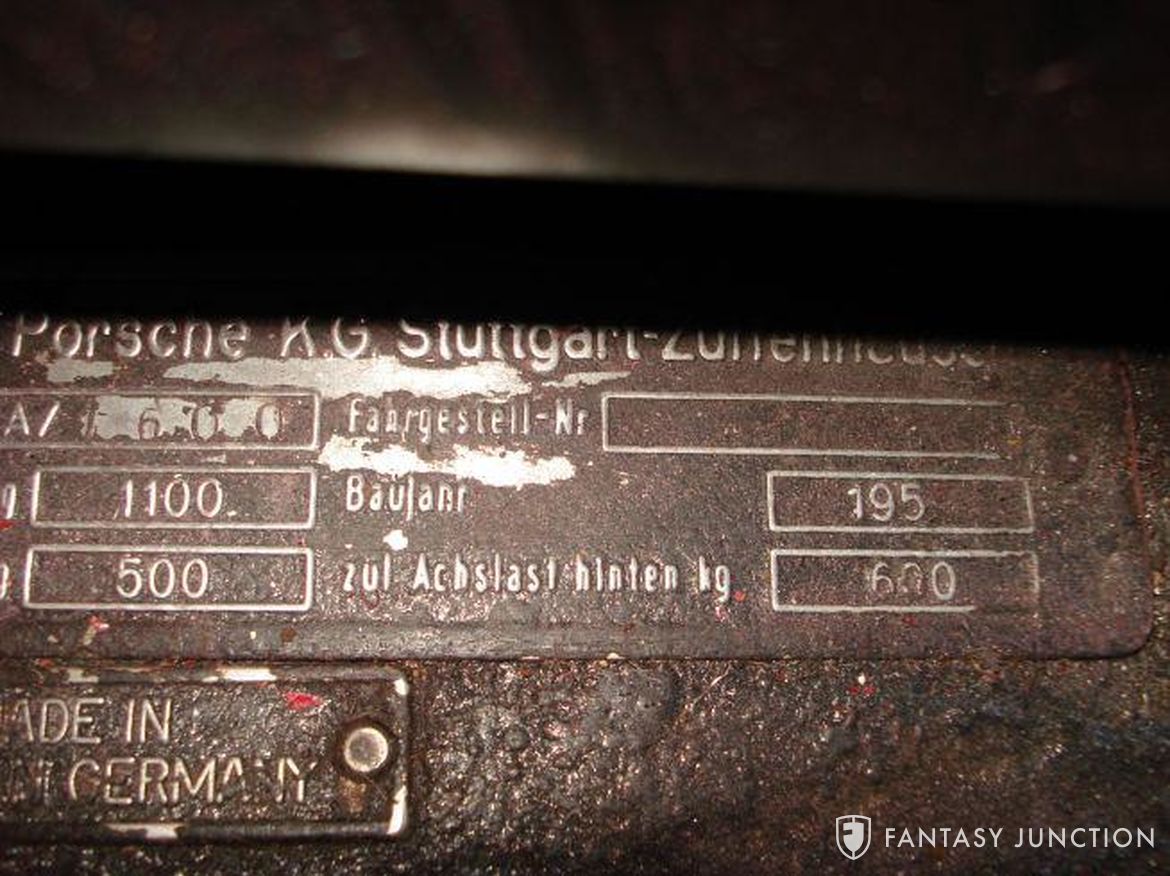 Porsche K.G. Stuttgart-Zuffenhausen
A/ 1600 Fahrgestell-Nr
g 1100 Baujahr 195
500 zul Achslast hinten kg 600
MADE IN
GERMANY
FANTASY JUNCTION